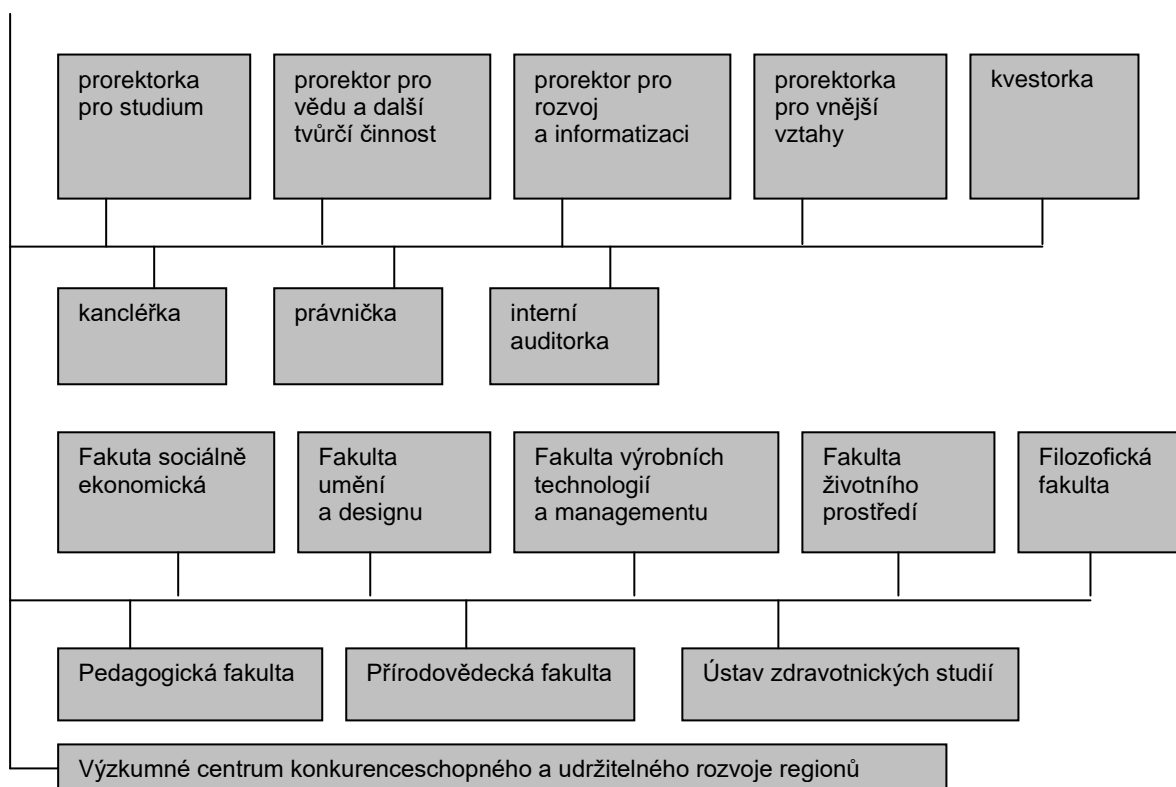 prorektorka
pro studium
prorektor pro
vědu a další
tvůrčí činnost
prorektor pro
rozvoj
a informatizaci
prorektorka
pro vnější
vztahy
kvestorka
kancléřka
právnička
interní
auditorka
Fakuta sociálně
ekonomická
Fakulta
umění
a designu
Fakulta výrobních
technologií
a managementu
Fakulta
životního
prostředí
Filozofická
fakulta
Pedagogická fakulta
Přírodovědecká fakulta
Ústav zdravotnických studií
Výzkumné centrum konkurenceschopného a udržitelného rozvoje regionů